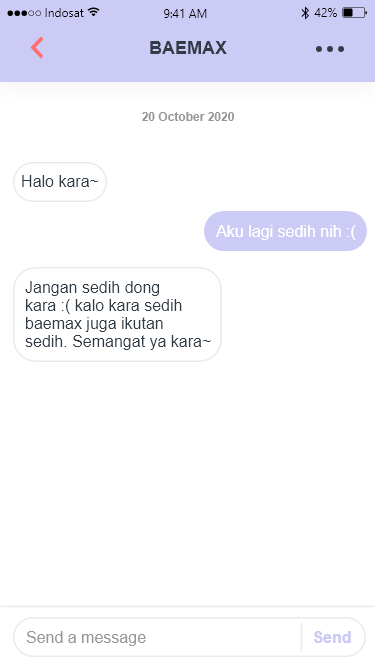 Indosat 9:41 AM 42%
BAEMAX
20 October 2020
Halo kara~
Aku lagi sedih nih :(
Jangan sedih dong
kara :( kalo kara sedih
baemax juga ikutan
sedih. Semangat ya kara~
Send a message Send